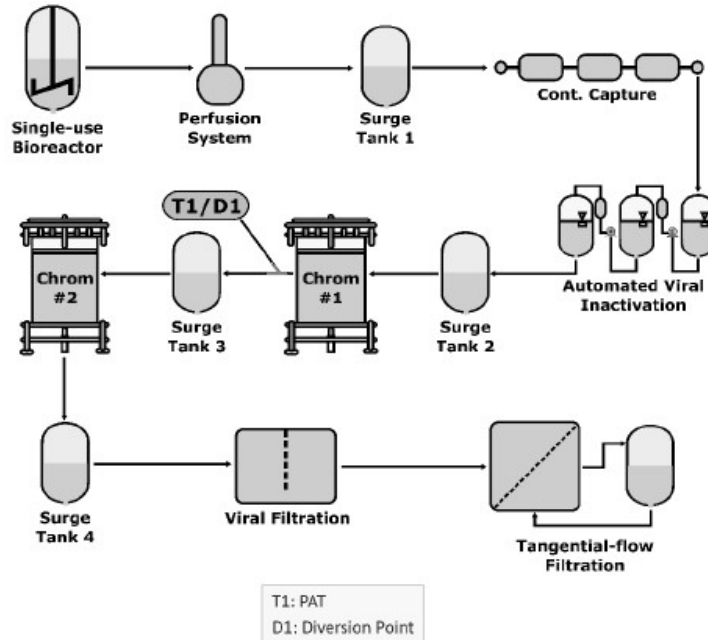 Single-use
Bioreactor
Perfusion
System
Surge
Tank 1
Cont. Capture
T1/D1
Chrom
#2
Surge
Tank 3
Chrom
#1
Surge
Tank 2
Automated Viral
Inactivation
Surge
Tank 4
Viral Filtration
Tangential-flow
Filtration
T1: PAT
D1: Diversion Point